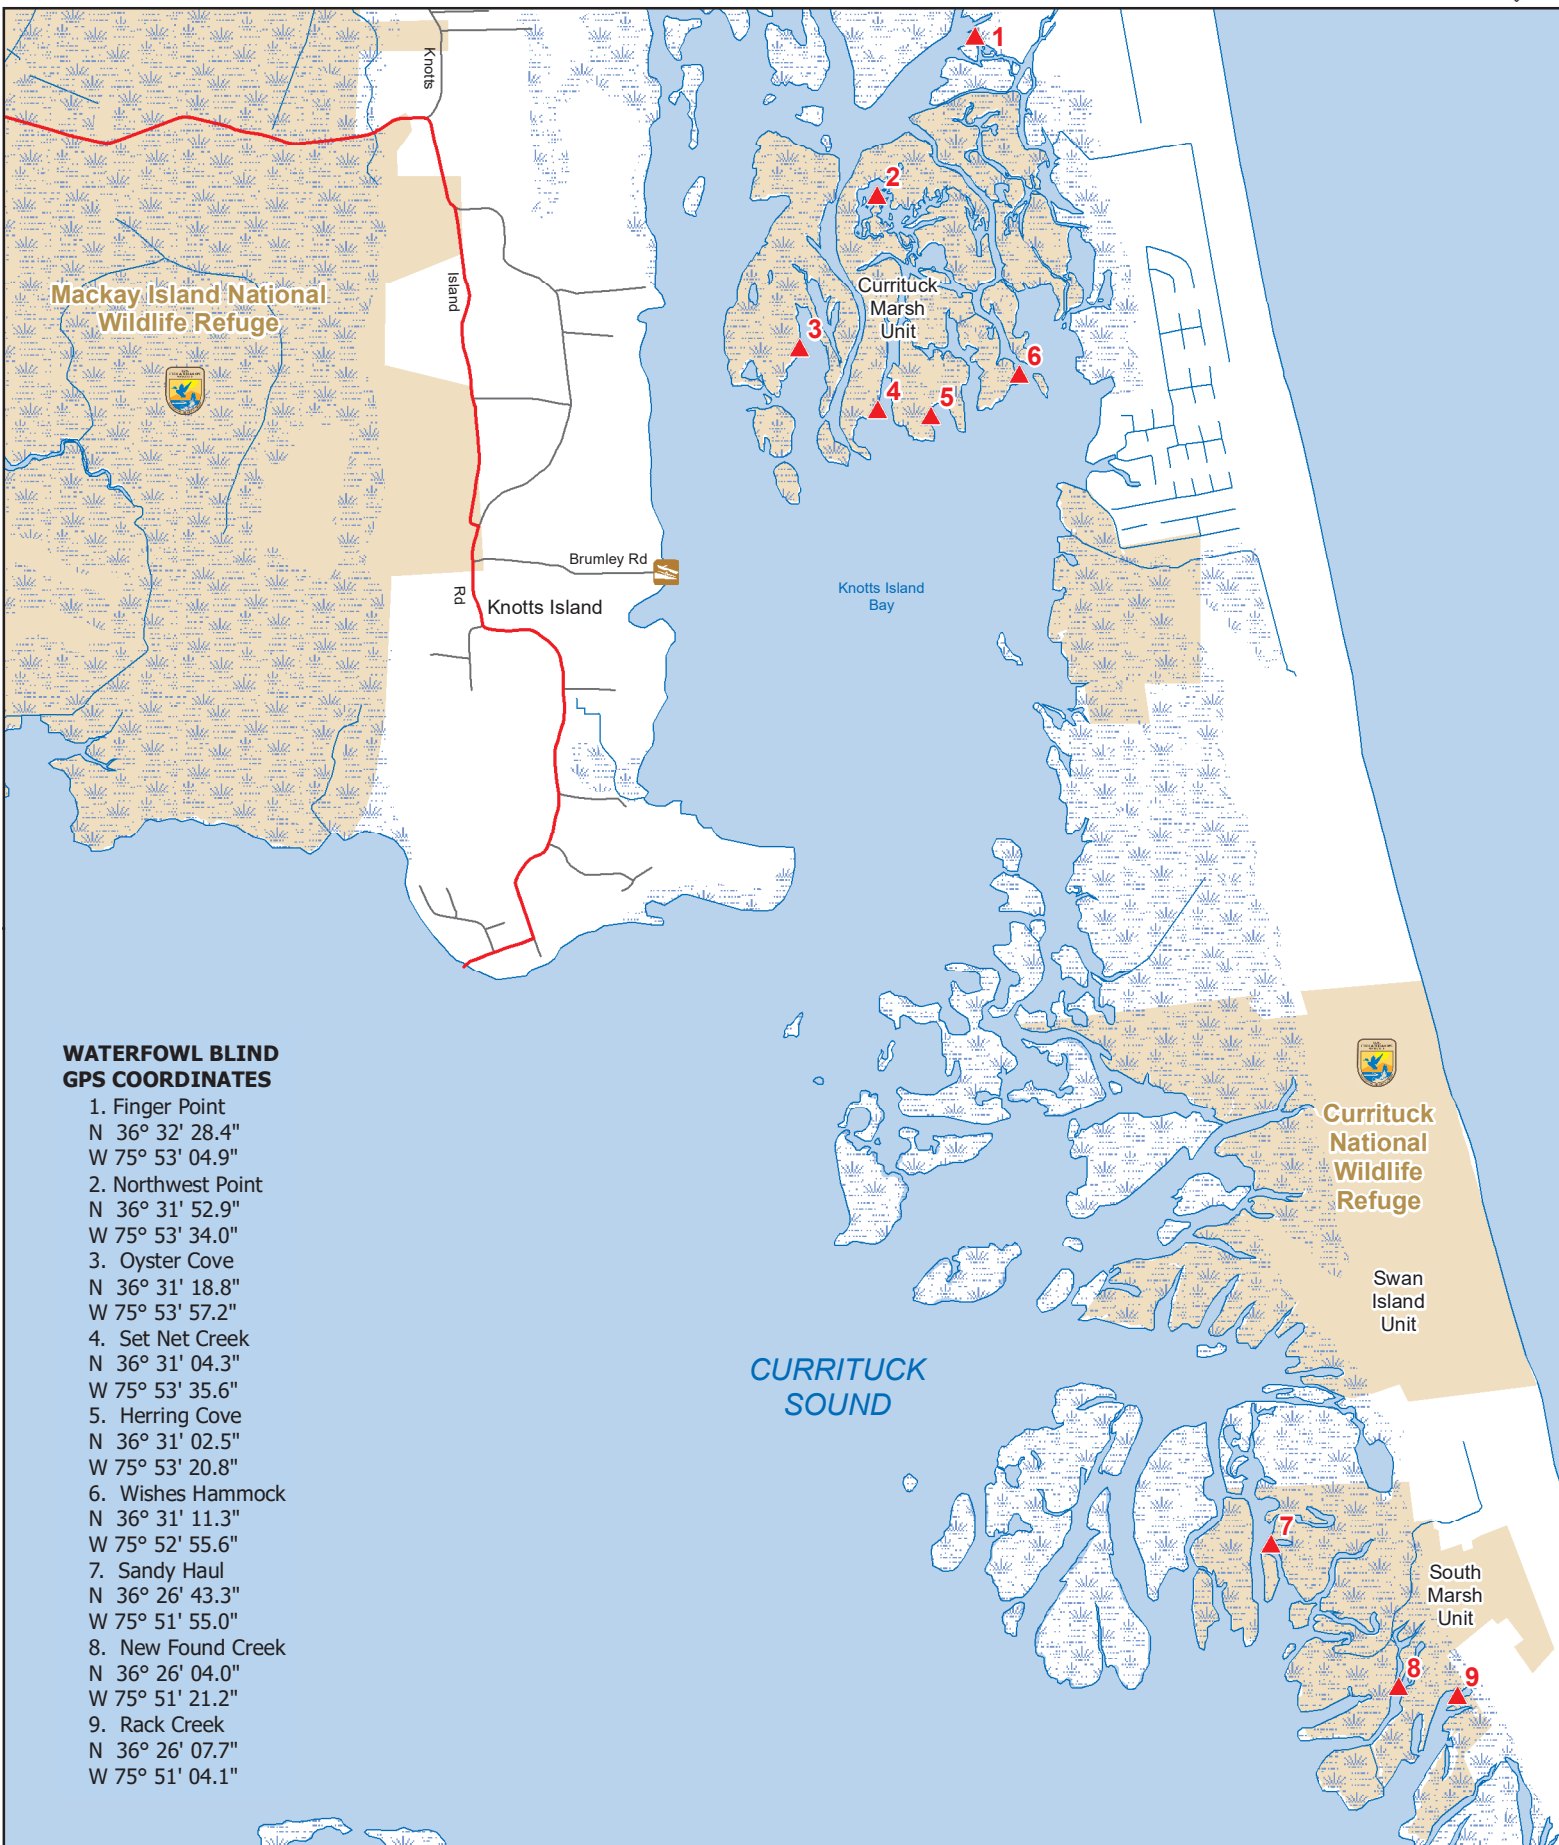 1
Knotts
2
Mackay Island National
Wildlife Refuge
Island
Currituck
Marsh
Unit
3
6
4
5
Brumley Rd
Knotts Island
Bay
Rd
Knotts Island
WATERFOWL BLIND
GPS COORDINATES
1. Finger Point
N 36° 32' 28.4"
W 75° 53' 04.9"
2. Northwest Point
N 36° 31' 52.9"
W 75° 53' 34.0"
3. Oyster Cove
N 36° 31' 18.8"
W 75° 53' 57.2"
4. Set Net Creek
N 36° 31' 04.3"
W 75° 53' 35.6"
5. Herring Cove
N 36° 31' 02.5"
W 75° 53' 20.8"
6. Wishes Hammock
N 36° 31' 11.3"
W 75° 52' 55.6"
7. Sandy Haul
N 36° 26' 43.3"
W 75° 51' 55.0"
8. New Found Creek
N 36° 26' 04.0"
W 75° 51' 21.2"
9. Rack Creek
N 36° 26' 07.7"
W 75° 51' 04.1"
Currituck
National
Wildlife
Refuge
Swan
Island
Unit
CURRITUCK
SOUND
7
South
Marsh
Unit
8
9